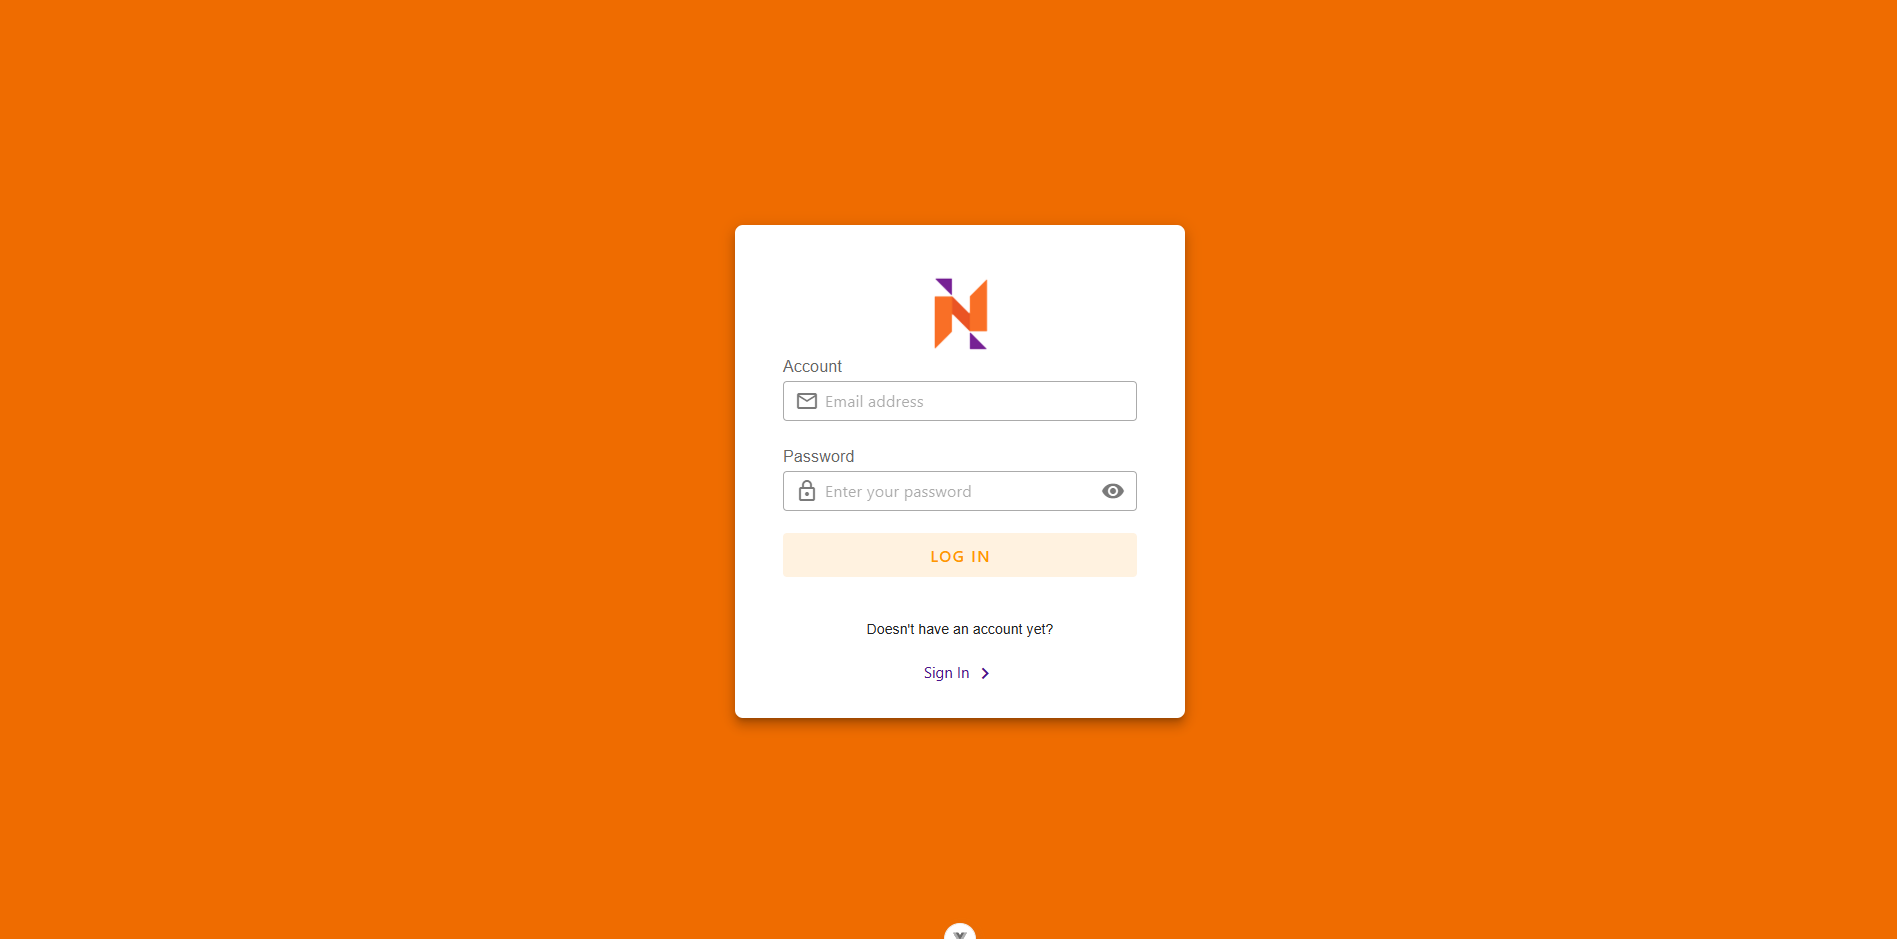 Account
Email address
Password
Enter your password
LOG IN
Doesn't have an account yet?
Sign In